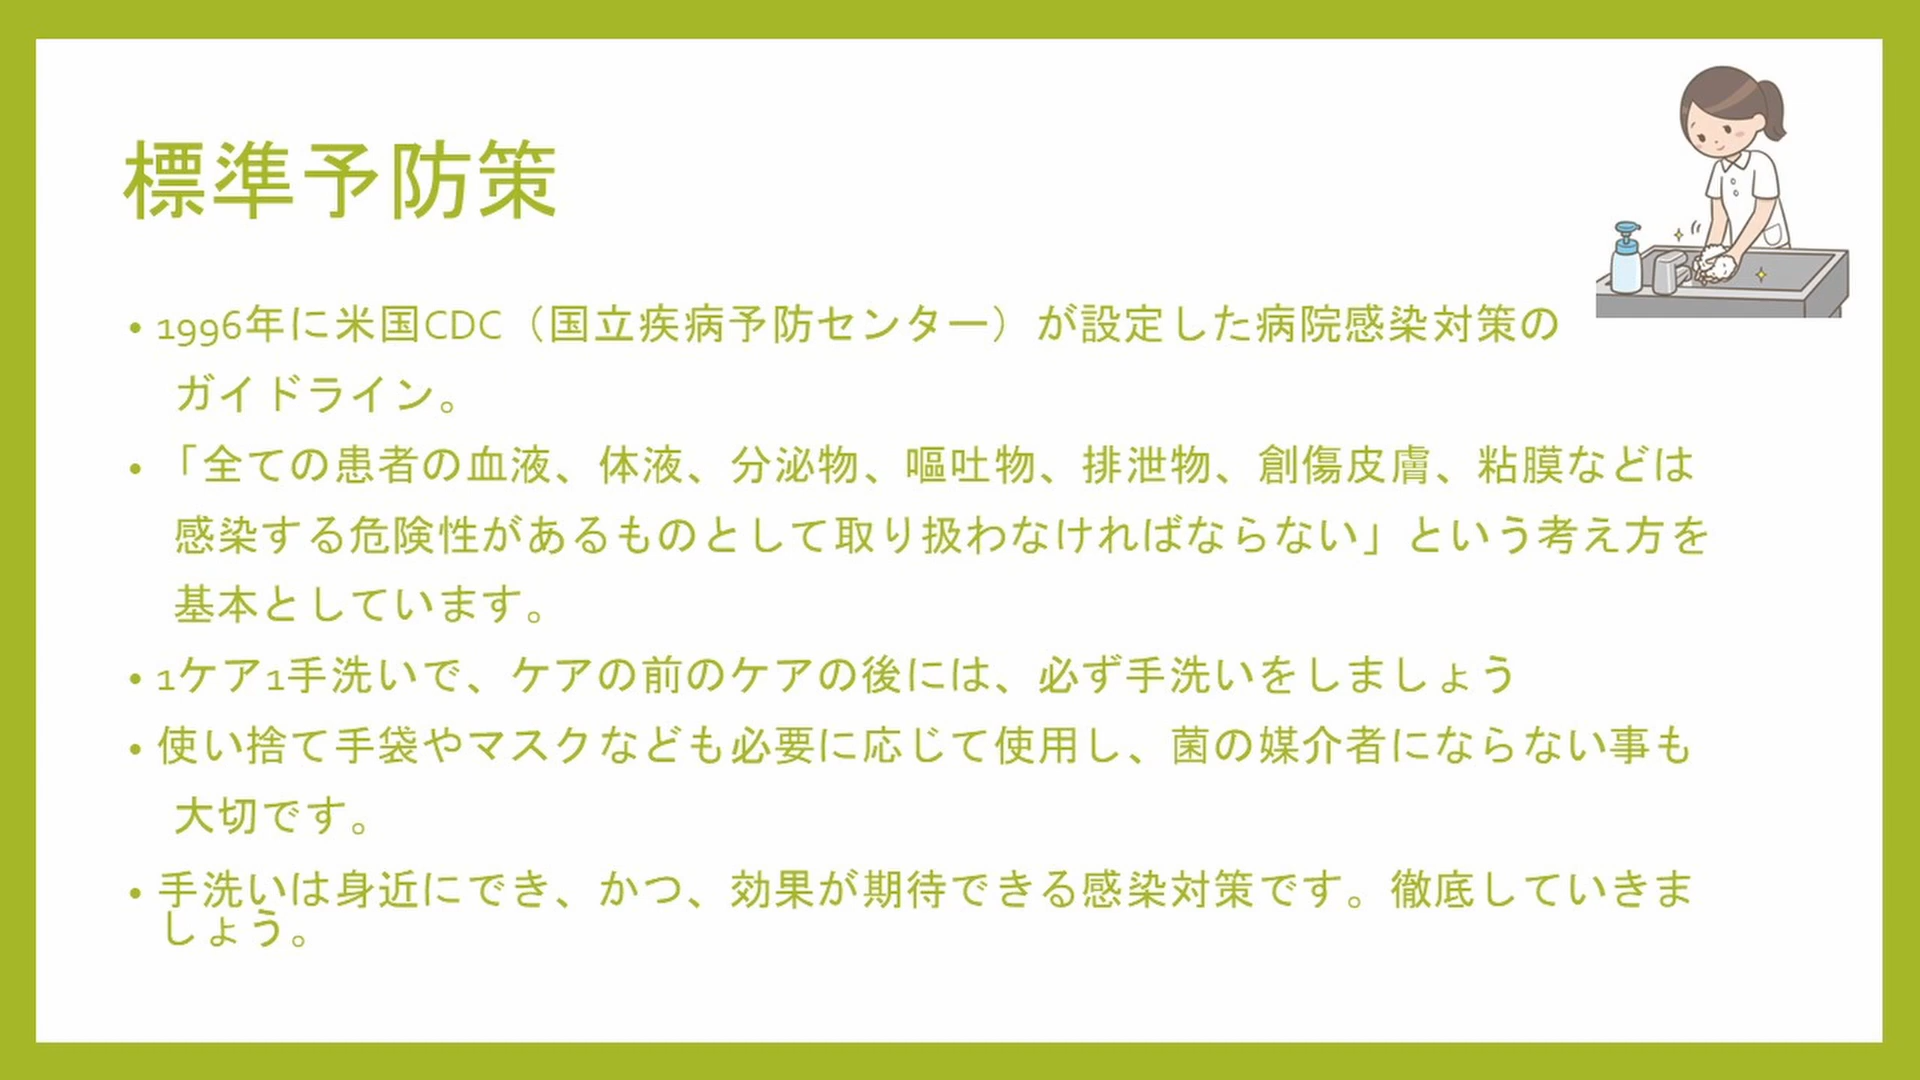 標準予防策
• 1996年に米国CDC（国立疾病予防センター）が設定した病院感染対策の
ガイドライン。
• 「全ての患者の血液、体液、分泌物、嘔吐物、排泄物、創傷皮膚、粘膜などは
感染する危険性があるものとして取り扱わなければならない」という考え方を
基本としています。
• 1ケア1手洗いで、ケアの前のケアの後には、必ず手洗いをしましょう
• 使い捨て手袋やマスクなども必要に応じて使用し、菌の媒介者にならない事も
大切です。
• 手洗いは身近にでき、かつ、効果が期待できる感染対策です。徹底していきま
しょう。